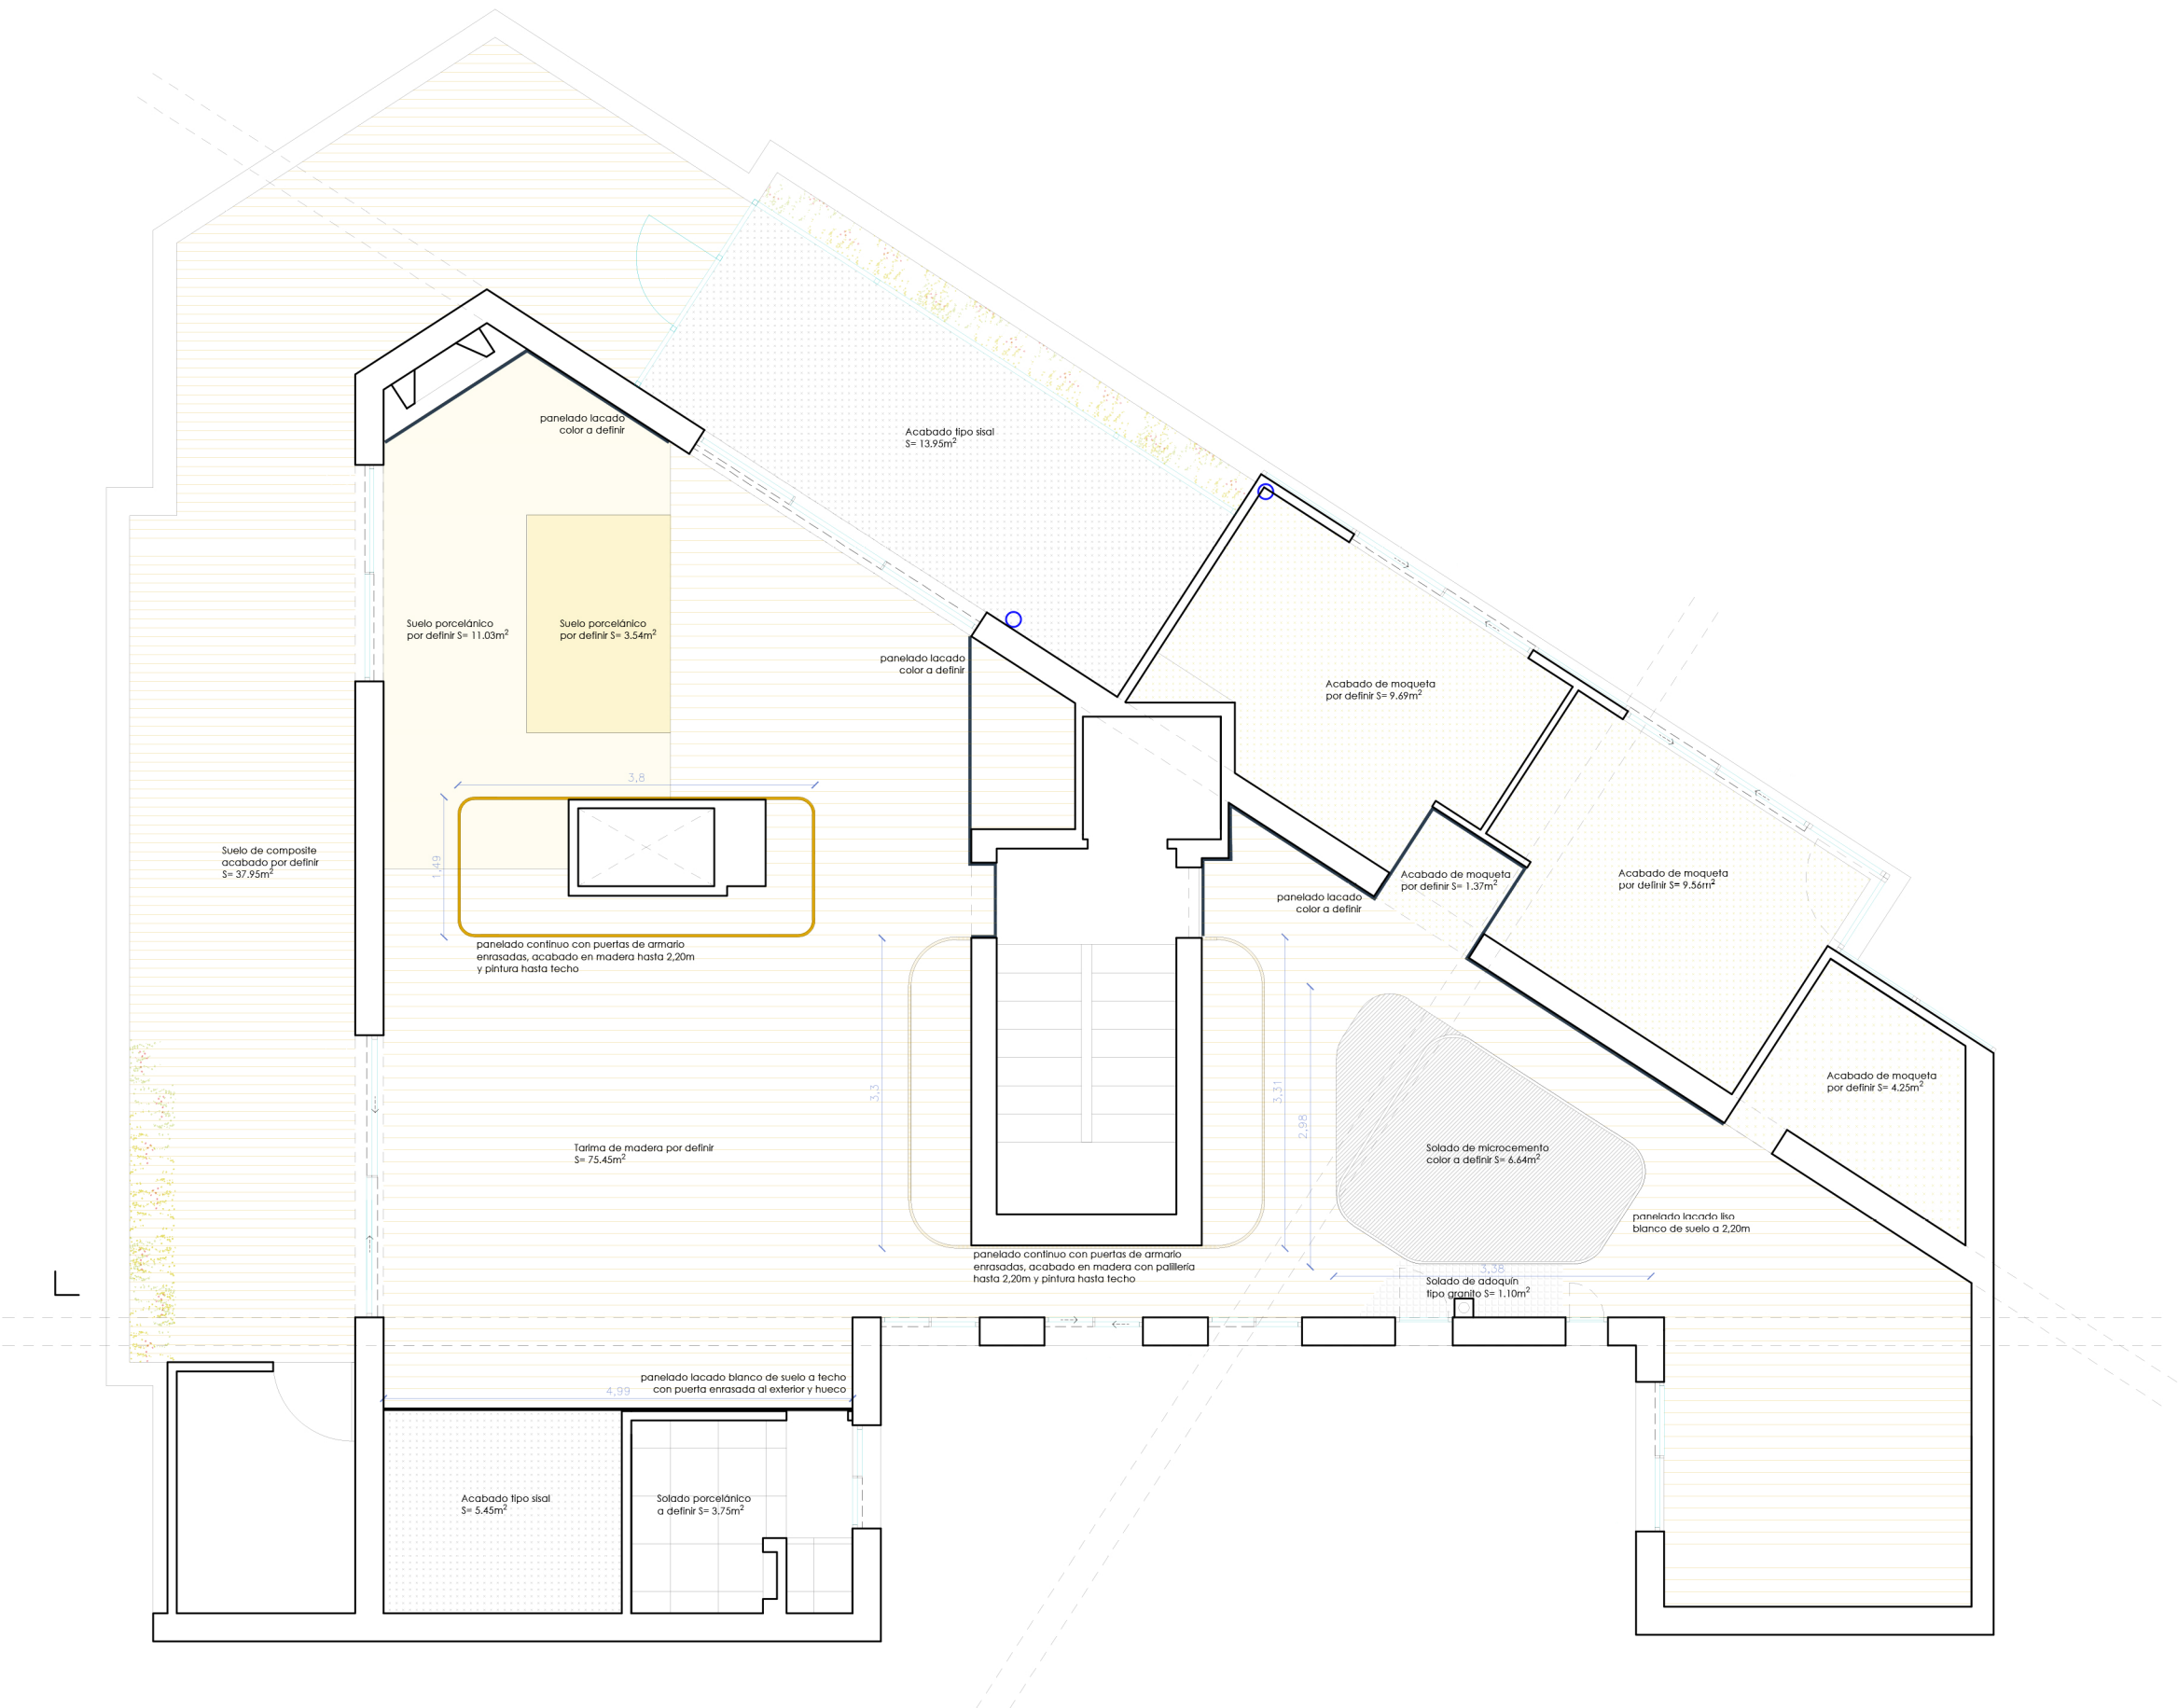 panelado lacado
color a definir
Acabado tipo sisal
S= 13.95m²
Suelo porcelánico
por definir S= 11.03m²
Suelo porcelánico
por definir S= 3.54m²
panelado lacado
color a definir
Acabado de moqueta
por definir S= 9.69m²
3,8
1,49
Suelo de composite
acabado por definir
S= 37.95m²
Acabado de moqueta
por definir S= 1.37m²
Acabado de moqueta
por definir S= 9.56m²
panelado lacado
color a definir
panelado continuo con puertas de armario
enrasadas, acabado en madera hasta 2,20m
y pintura hasta techo
3,3
3,31
2,98
Acabado de moqueta
por definir S= 4.25m²
Tarima de madera por definir
S= 75.45m²
Solado de microcemento
color a definir S= 6.64m²
panelado lacado liso
blanco de suelo a 2,20m
panelado continuo con puertas de armario
enrasadas, acabado en madera con palillería
hasta 2,20m y pintura hasta techo
3,38
Solado de adoquín
tipo granito S= 1.10m²
panelado lacado blanco de suelo a techo
con puerta enrasada al exterior y hueco
4,99
Acabado tipo sisal
S= 5.45m²
Solado porcelánico
a definir S= 3.75m²